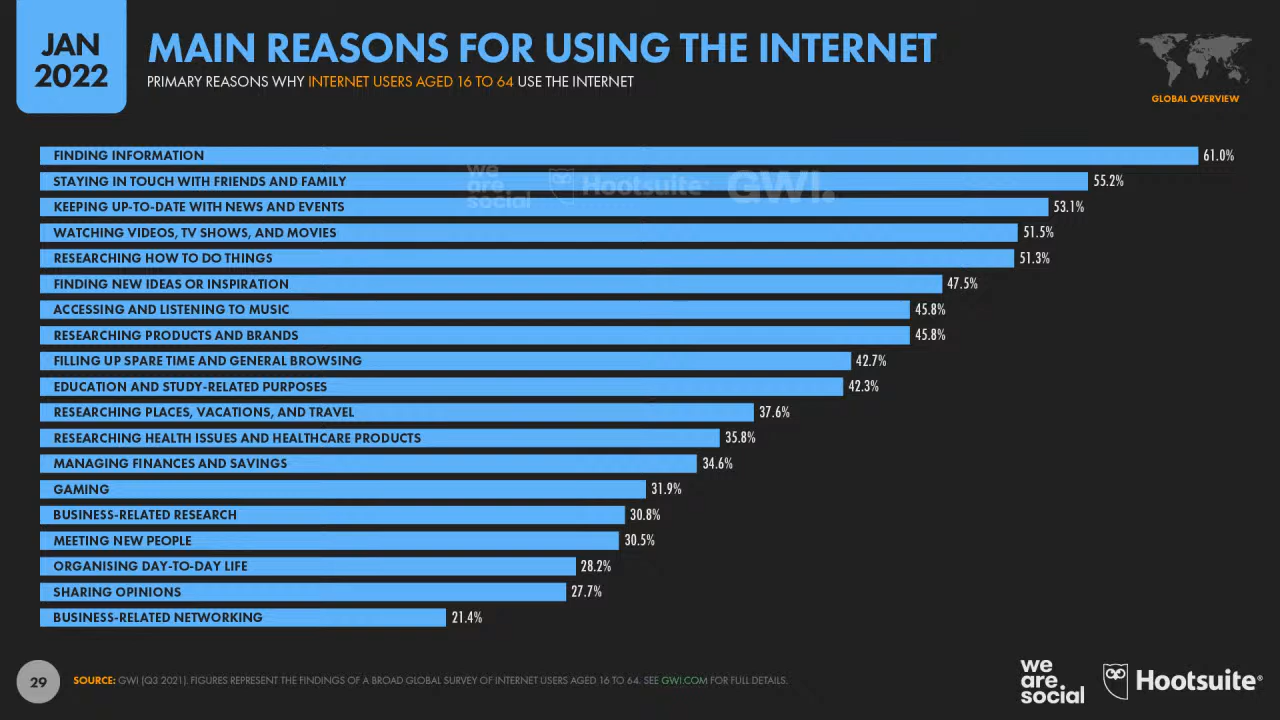 JAN
2022
MAIN REASONS FOR USING THE INTERNET
PRIMARY REASONS WHY INTERNET USERS AGED 16 TO 64 USE THE INTERNET
GLOBAL OVERVIEW
FINDING INFORMATION 61.0%
STAYING IN TOUCH WITH FRIENDS AND FAMILY 55.2%
we are social Hootsuite GWI.
KEEPING UP-TO-DATE WITH NEWS AND EVENTS 53.1%
WATCHING VIDEOS, TV SHOWS, AND MOVIES 51.5%
RESEARCHING HOW TO DO THINGS 51.3%
FINDING NEW IDEAS OR INSPIRATION 47.5%
ACCESSING AND LISTENING TO MUSIC 45.8%
RESEARCHING PRODUCTS AND BRANDS 45.8%
FILLING UP SPARE TIME AND GENERAL BROWSING 42.7%
EDUCATION AND STUDY-RELATED PURPOSES 42.3%
RESEARCHING PLACES, VACATIONS, AND TRAVEL 37.6%
RESEARCHING HEALTH ISSUES AND HEALTHCARE PRODUCTS 35.8%
MANAGING FINANCES AND SAVINGS 34.6%
GAMING 31.9%
BUSINESS-RELATED RESEARCH 30.8%
MEETING NEW PEOPLE 30.5%
ORGANISING DAY-TO-DAY LIFE 28.2%
SHARING OPINIONS 27.7%
BUSINESS-RELATED NETWORKING 21.4%
29
SOURCE: GWI (Q3 2021). FIGURES REPRESENT THE FINDINGS OF A BROAD GLOBAL SURVEY OF INTERNET USERS AGED 16 TO 64. SEE GWI.COM FOR FULL DETAILS.
we
are
social
Hootsuite®